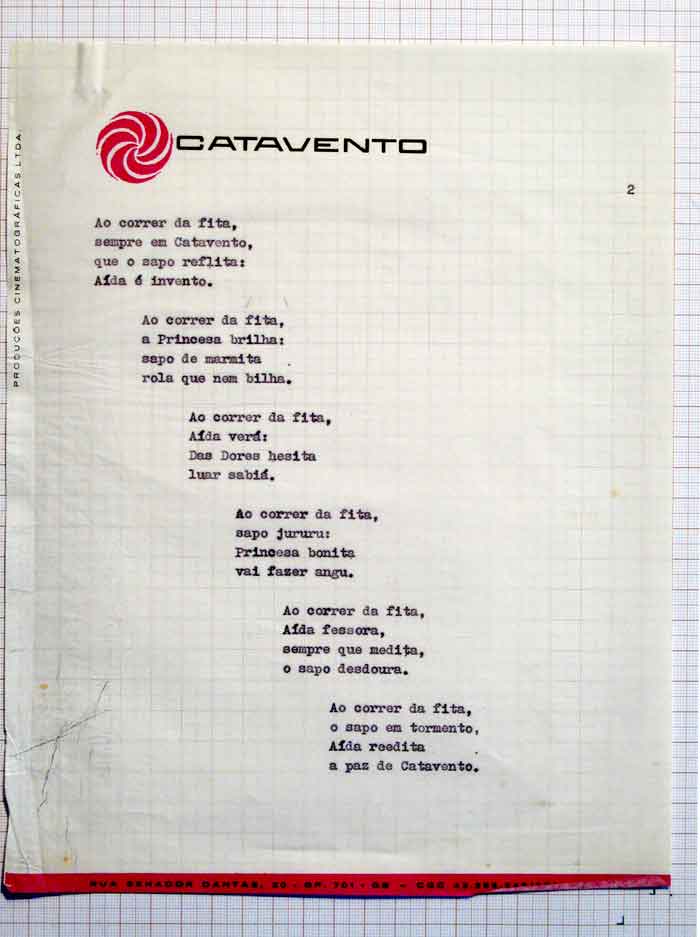 CATAVENTO
PRODUÇÕES CINEMATOGRÁFICAS LTDA.
2
Ao correr da fita,
sempre em Catavento,
que o sapo reflita:
Aída é invento.
Ao correr da fita,
a Princesa brilha:
sapo de marmita
rola que nem bilha.
Ao correr da fita,
Aída verá:
Das Dores hesita
luar sabiá.
Ao correr da fita,
sapo jururu:
Princesa bonita
vai fazer angu.
Ao correr da fita,
Aída fessora,
sempre que medita,
o sapo desdoura.
Ao correr da fita,
o sapo em tormento,
Aída reedita
a paz de Catavento.
RUA SENADOR DANTAS, 20 - GR. 701 - GB - CGC